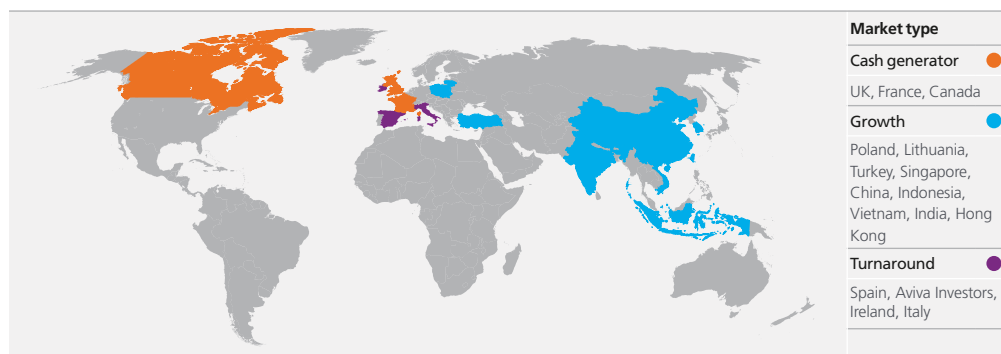 Market type
Cash generator
UK, France, Canada
Growth
Poland, Lithuania,
Turkey, Singapore,
China, Indonesia,
Vietnam, India, Hong
Kong
Turnaround
Spain, Aviva Investors,
Ireland, Italy